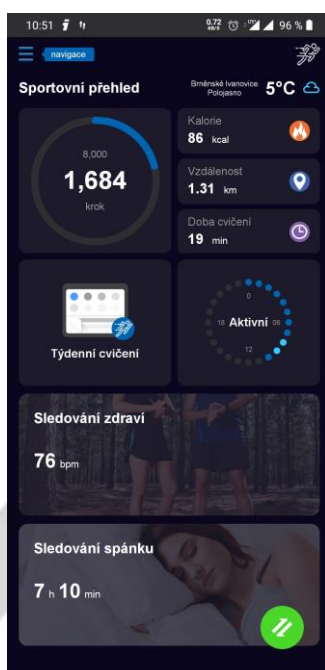 10:51
0.72
KB/S
LTE+
96 %
navigace
Sportovní přehled
Brněnské Ivanovice
Polojasno
5°C
8,000
1,684
krok
Kalorie
86 kcal
Vzdálenost
1.31 km
Doba cvičení
19 min
Týdenní cvičení
0
18 Aktivní 06
12
Sledování zdraví
76 bpm
Sledování spánku
7 h 10 min